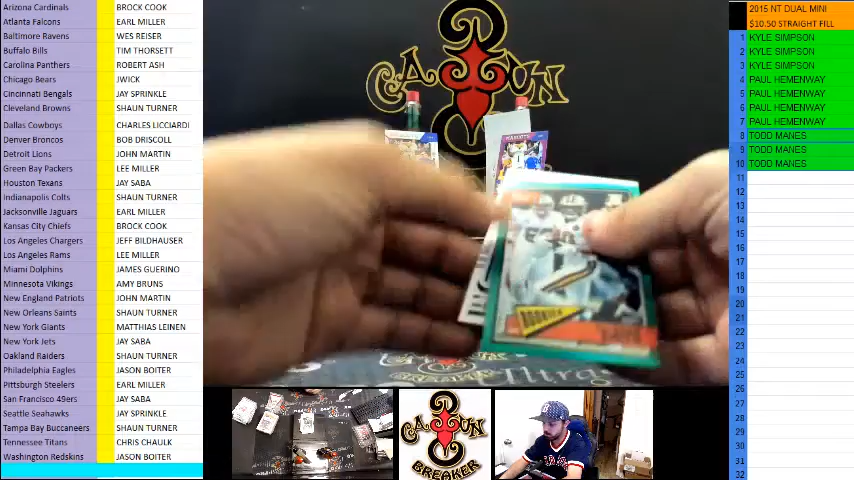 Arizona Cardinals BROCK COOK
Atlanta Falcons EARL MILLER
Baltimore Ravens WES REISER
Buffalo Bills TIM THORSETT
Carolina Panthers ROBERT ASH
Chicago Bears JWICK
Cincinnati Bengals JAY SPRINKLE
Cleveland Browns SHAUN TURNER
Dallas Cowboys CHARLES LICCIARDI
Denver Broncos BOB DRISCOLL
Detroit Lions JOHN MARTIN
Green Bay Packers LEE MILLER
Houston Texans JAY SABA
Indianapolis Colts SHAUN TURNER
Jacksonville Jaguars EARL MILLER
Kansas City Chiefs BROCK COOK
Los Angeles Chargers JEFF BILDHAUSER
Los Angeles Rams LEE MILLER
Miami Dolphins JAMES GUERINO
Minnesota Vikings AMY BRUNS
New England Patriots JOHN MARTIN
New Orleans Saints SHAUN TURNER
New York Giants MATTHIAS LEINEN
New York Jets JAY SABA
Oakland Raiders SHAUN TURNER
Philadelphia Eagles JASON BOITER
Pittsburgh Steelers EARL MILLER
San Francisco 49ers JAY SABA
Seattle Seahawks JAY SPRINKLE
Tampa Bay Buccaneers SHAUN TURNER
Tennessee Titans CHRIS CHAULK
Washington Redskins JASON BOITER
CAJUN
BREAKER
CAJUN
BREAKER
2015 NT DUAL MINI
$10.50 STRAIGHT FILL
1 KYLE SIMPSON
2 KYLE SIMPSON
3 KYLE SIMPSON
4 PAUL HEMENWAY
5 PAUL HEMENWAY
6 PAUL HEMENWAY
7 PAUL HEMENWAY
8 TODD MANES
9 TODD MANES
10 TODD MANES
11
12
13
14
15
16
17
18
19
20
21
22
23
24
25
26
27
28
29
30
31
32